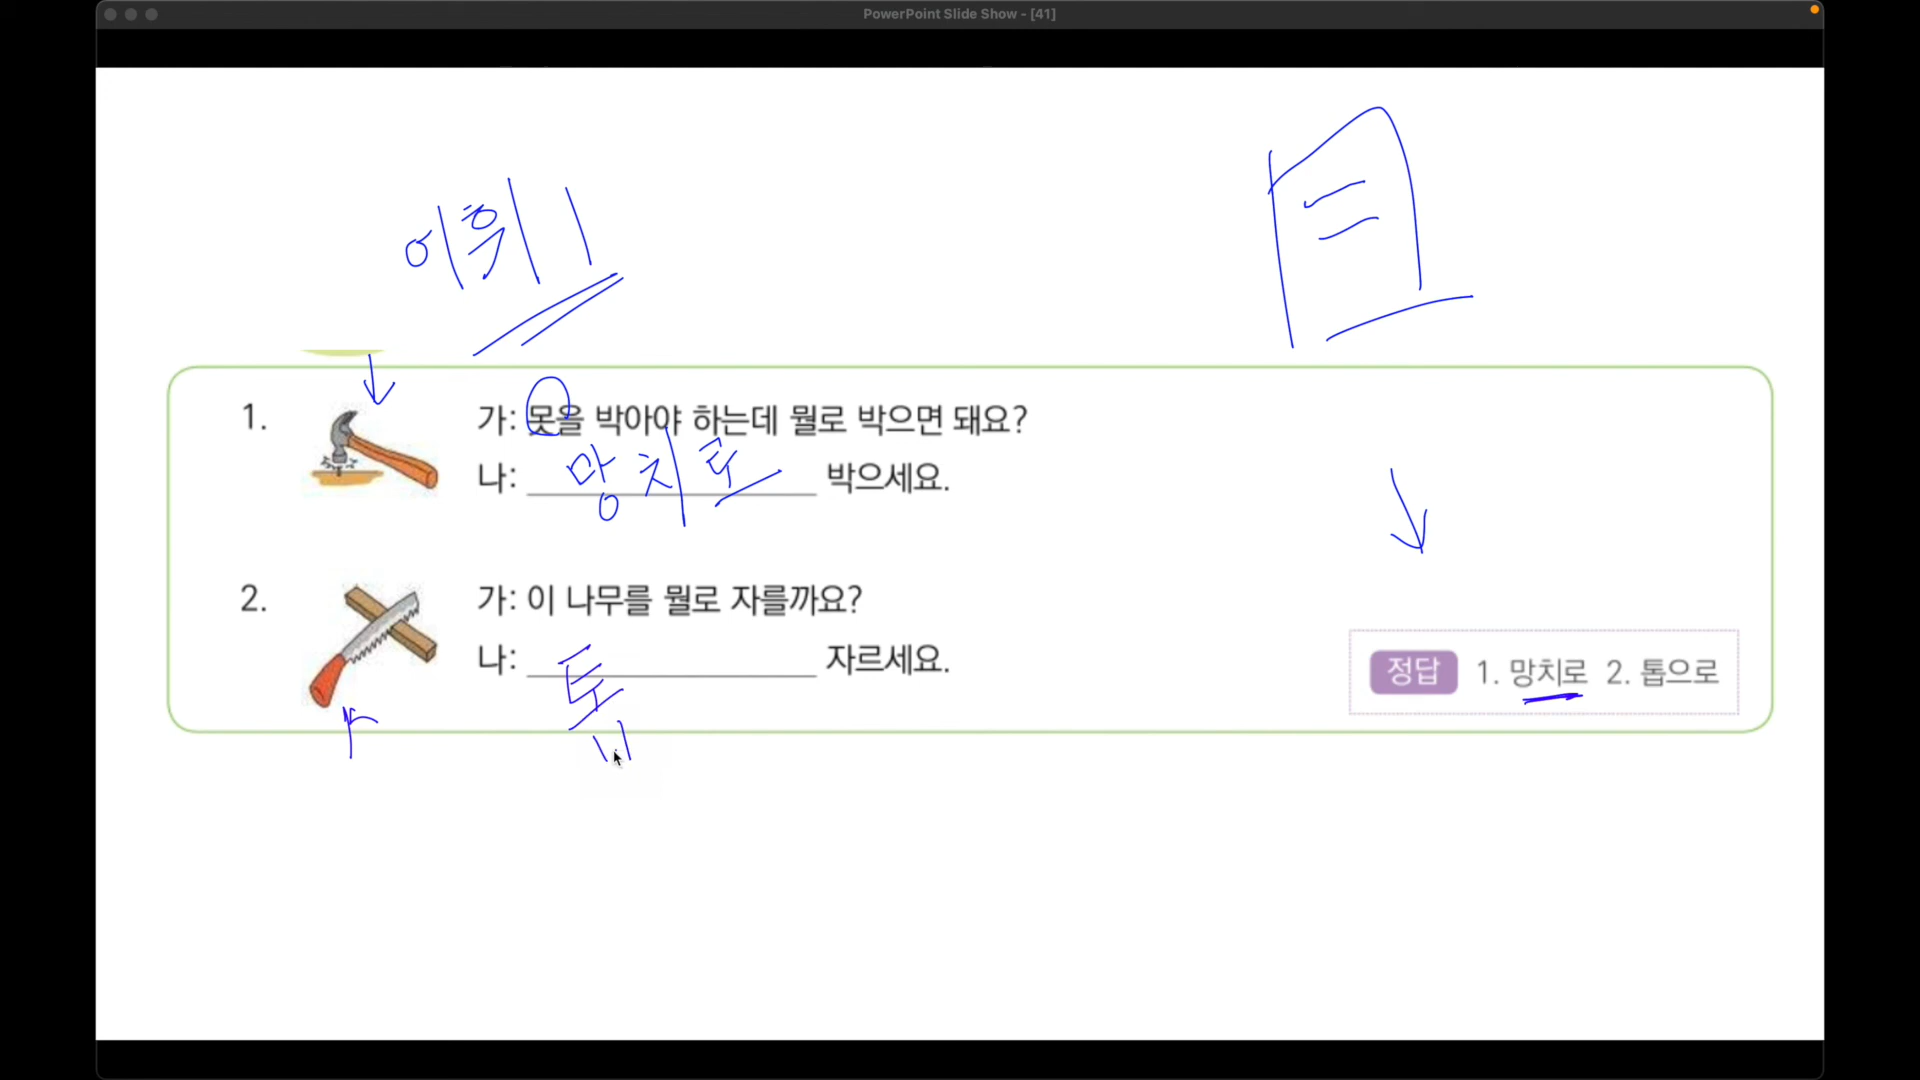 PowerPoint Slide Show - [41]
어휘 1
1.
가: 못을 박아야 하는데 뭘로 박으면 돼요?
나: 망치로 박으세요.
2.
가: 이 나무를 뭘로 자를까요?
나: 톱 자르세요.
정답 1. 망치로 2. 톱으로